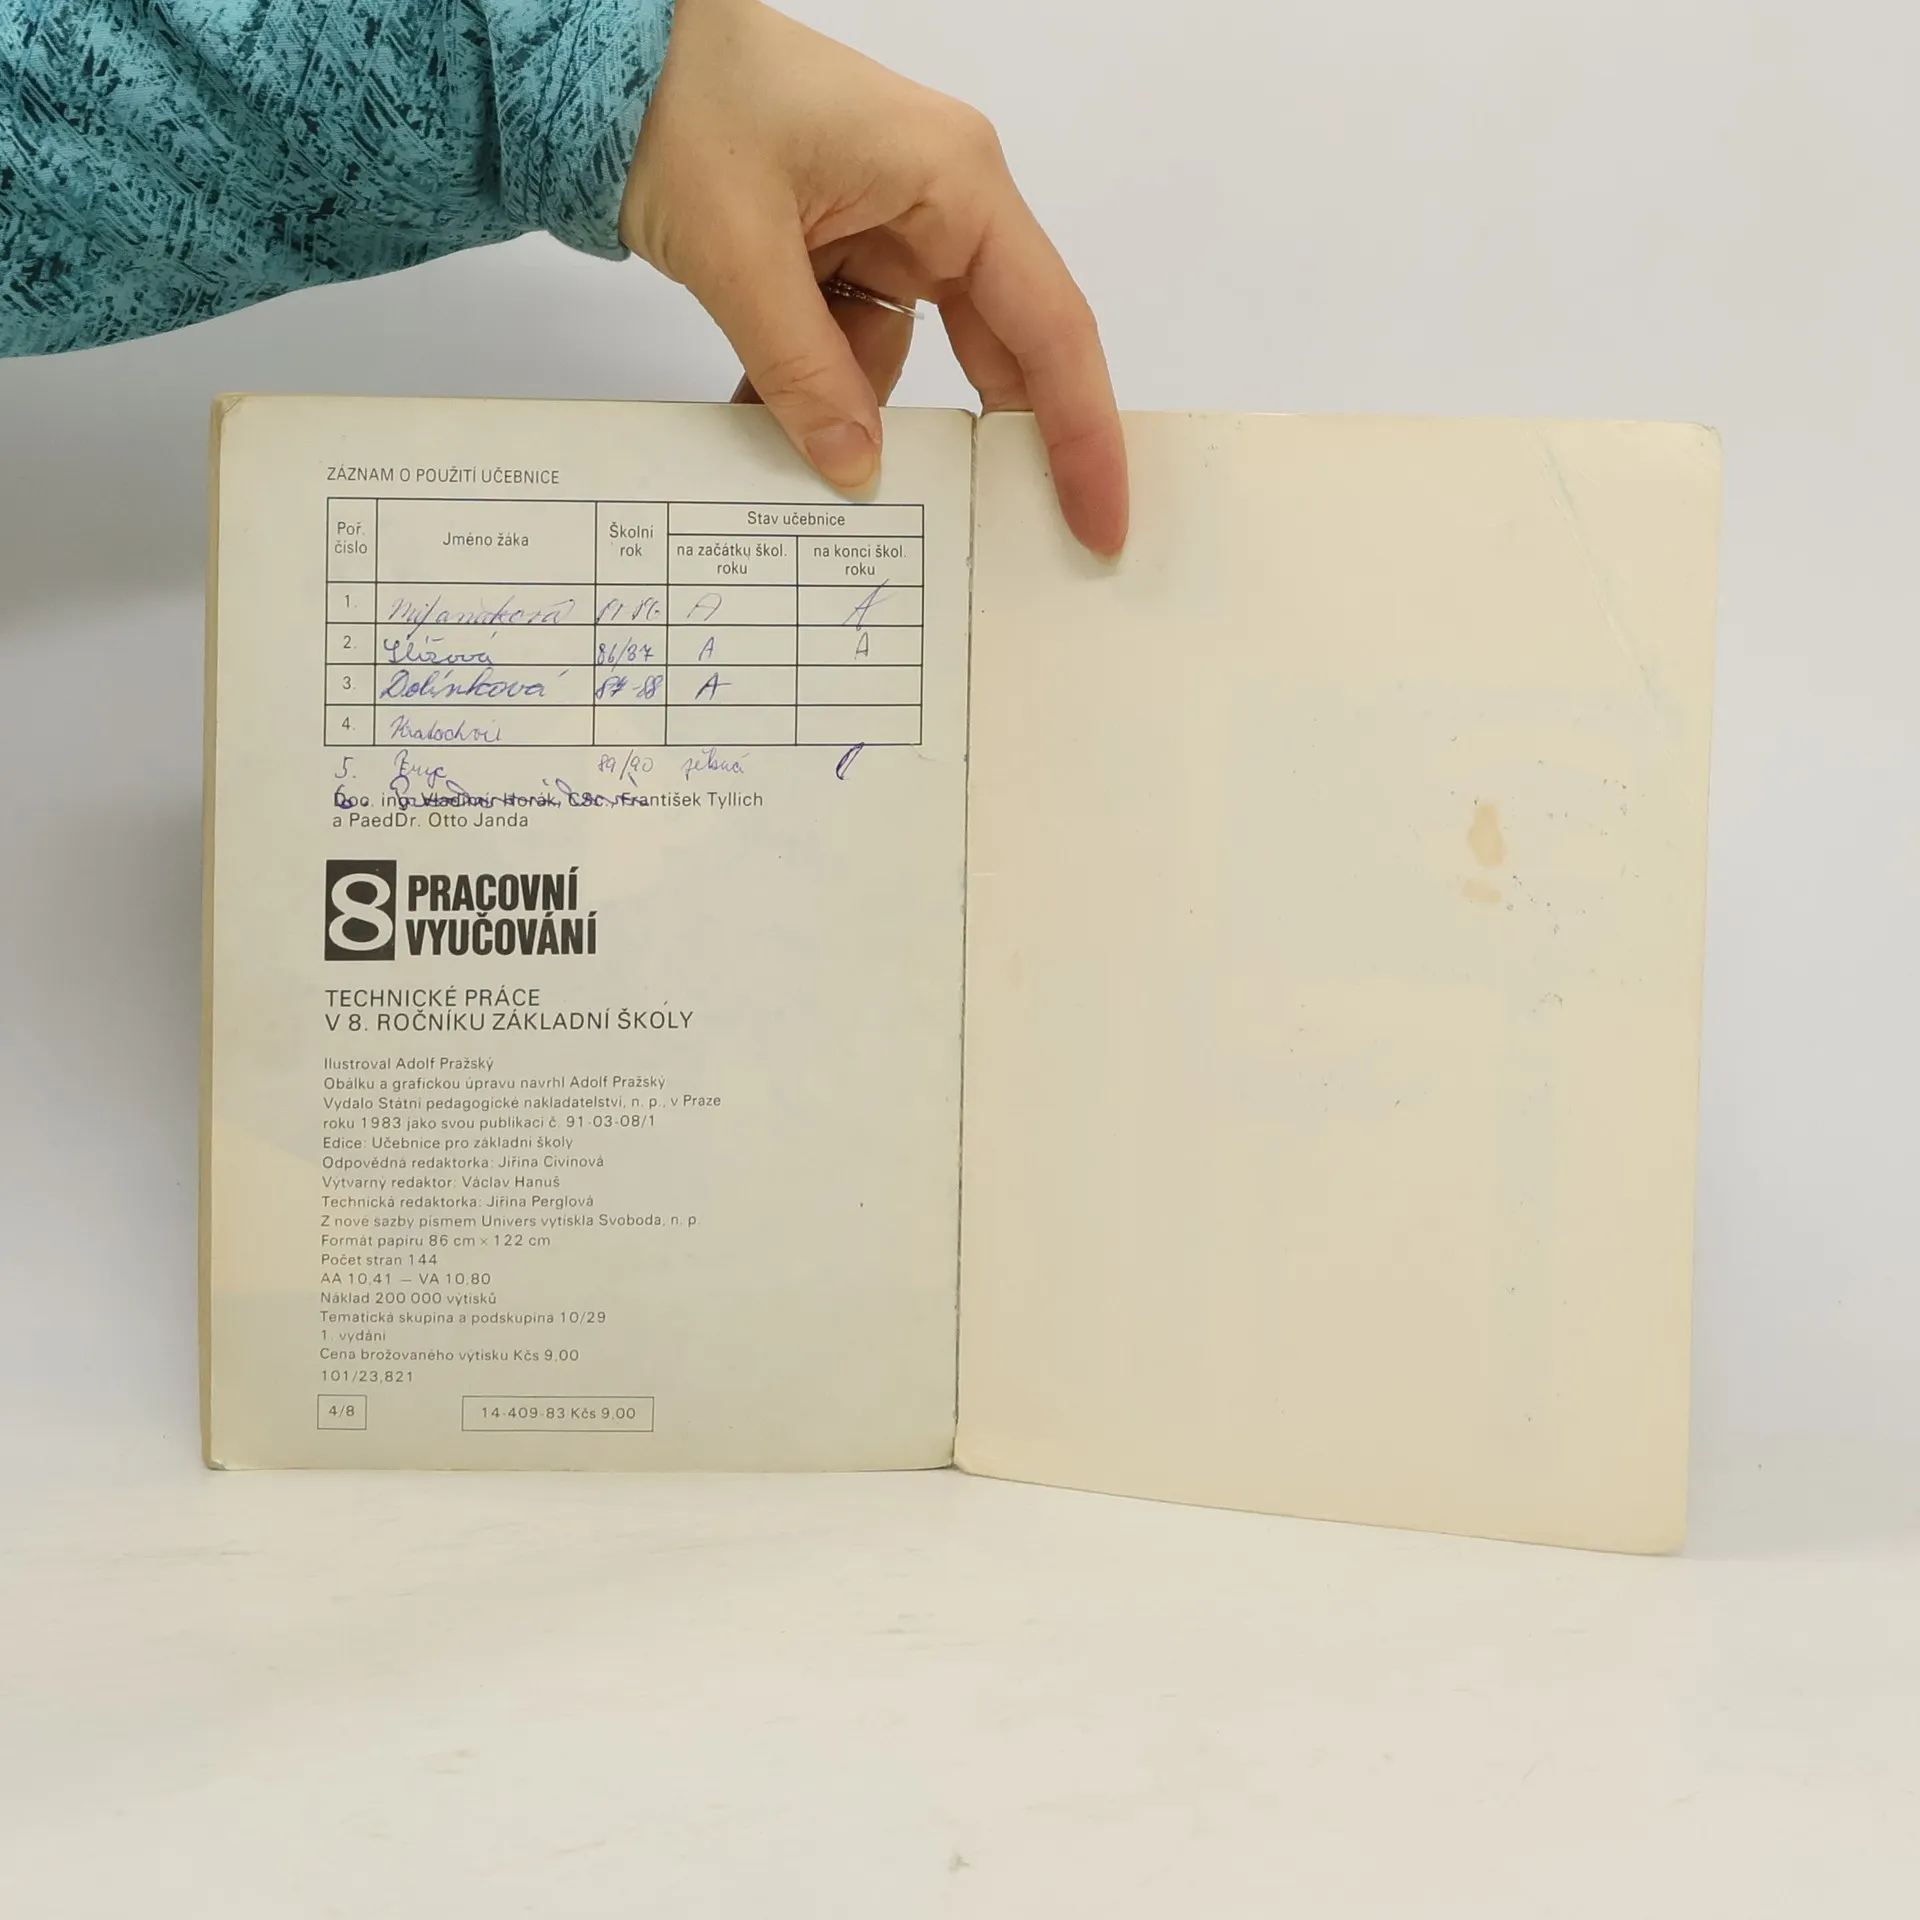 ZÁZNAM O POUŽITÍ UČEBNICE
Poř. číslo
Jméno žáka
Školní rok
Stav učebnice
na začátku škol. roku
na konci škol. roku
1. A A
2. 86/87 A A
3. Dolínková 87-88 A
4. Kratochvil
5. 89/90
6.
Doc. ing. Vladimír Horák, CSc., František Tyllich
a PaedDr. Otto Janda
8 PRACOVNÍ
VYUČOVÁNÍ
TECHNICKÉ PRÁCE
V 8. ROČNÍKU ZÁKLADNÍ ŠKOLY
Ilustroval Adolf Pražský
Obálku a grafickou úpravu navrhl Adolf Pražský
Vydalo Státní pedagogické nakladatelství, n. p., v Praze
roku 1983 jako svou publikaci č. 91-03-08/1
Edice: Učebnice pro základní školy
Odpovědná redaktorka: Jiřina Civínová
Výtvarný redaktor: Václav Hanuš
Technická redaktorka: Jiřina Perglová
Z nové sazby písmem Univers vytiskla Svoboda, n. p.
Formát papíru 86 cm × 122 cm
Počet stran 144
AA 10,41 — VA 10,80
Náklad 200 000 výtisků
Tematická skupina a podskupina 10/29
1. vydání
Cena brožovaného výtisku Kčs 9,00
101/23,821
4/8
14-409-83 Kčs 9,00